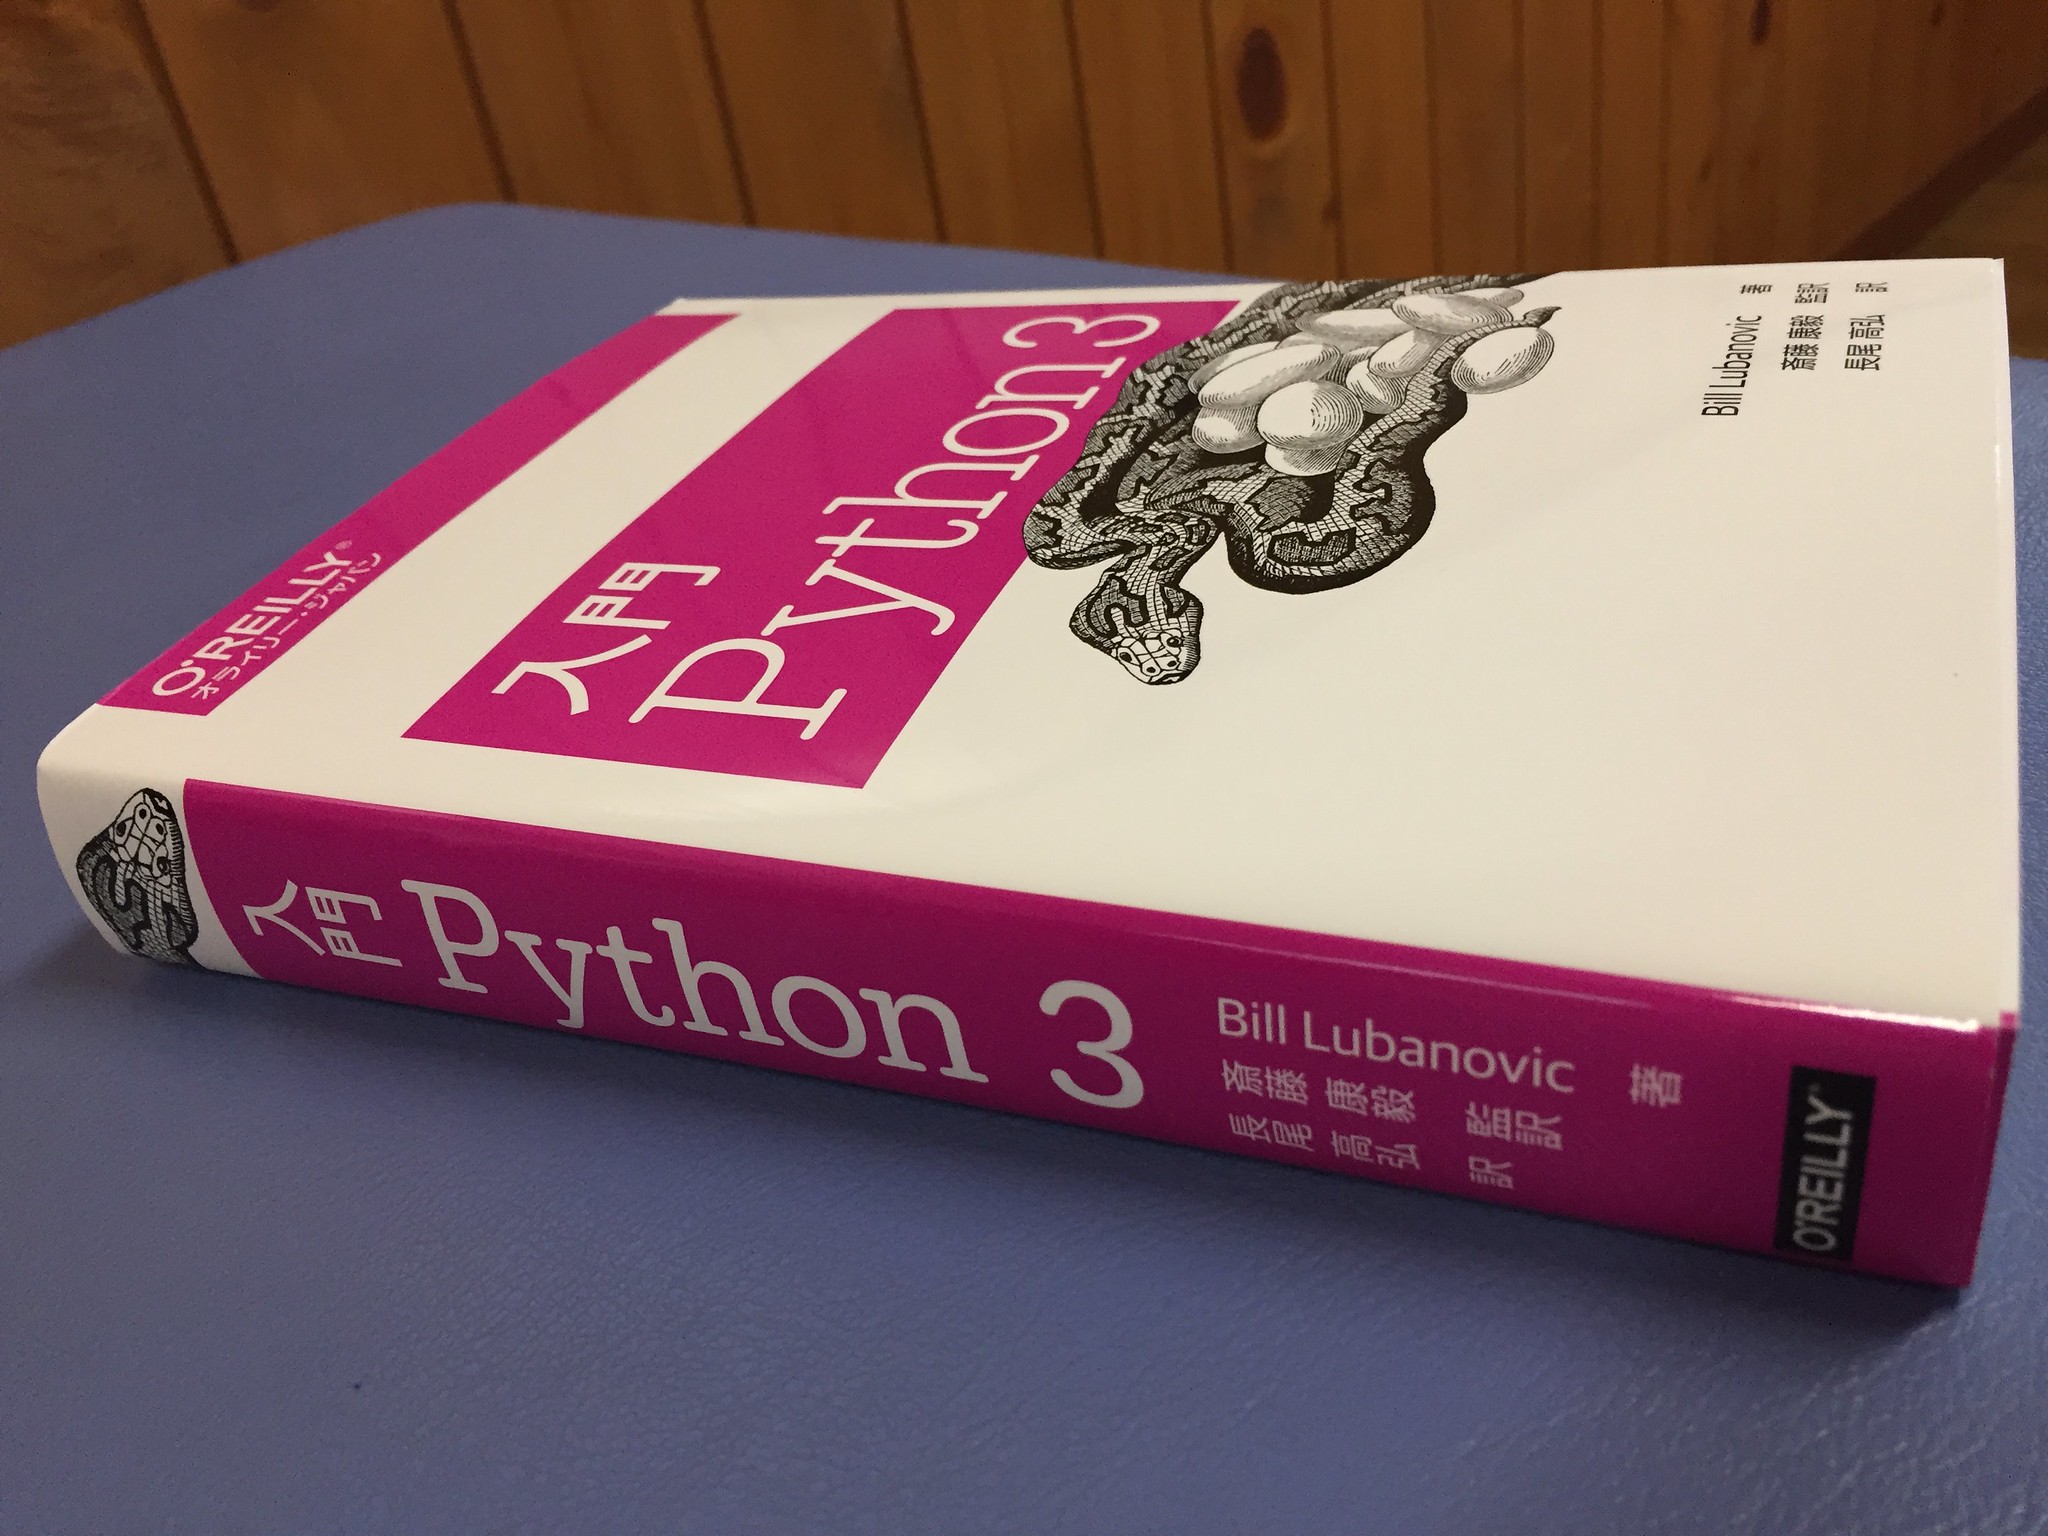 O'REILLY®
オライリー・ジャパン
入門
Python 3
Bill Lubanovic 著
斎藤 康毅 監訳
長尾 高弘 訳
入門 Python 3
Bill Lubanovic 著
斎藤 康毅 監訳
長尾 高弘 訳
O'REILLY®